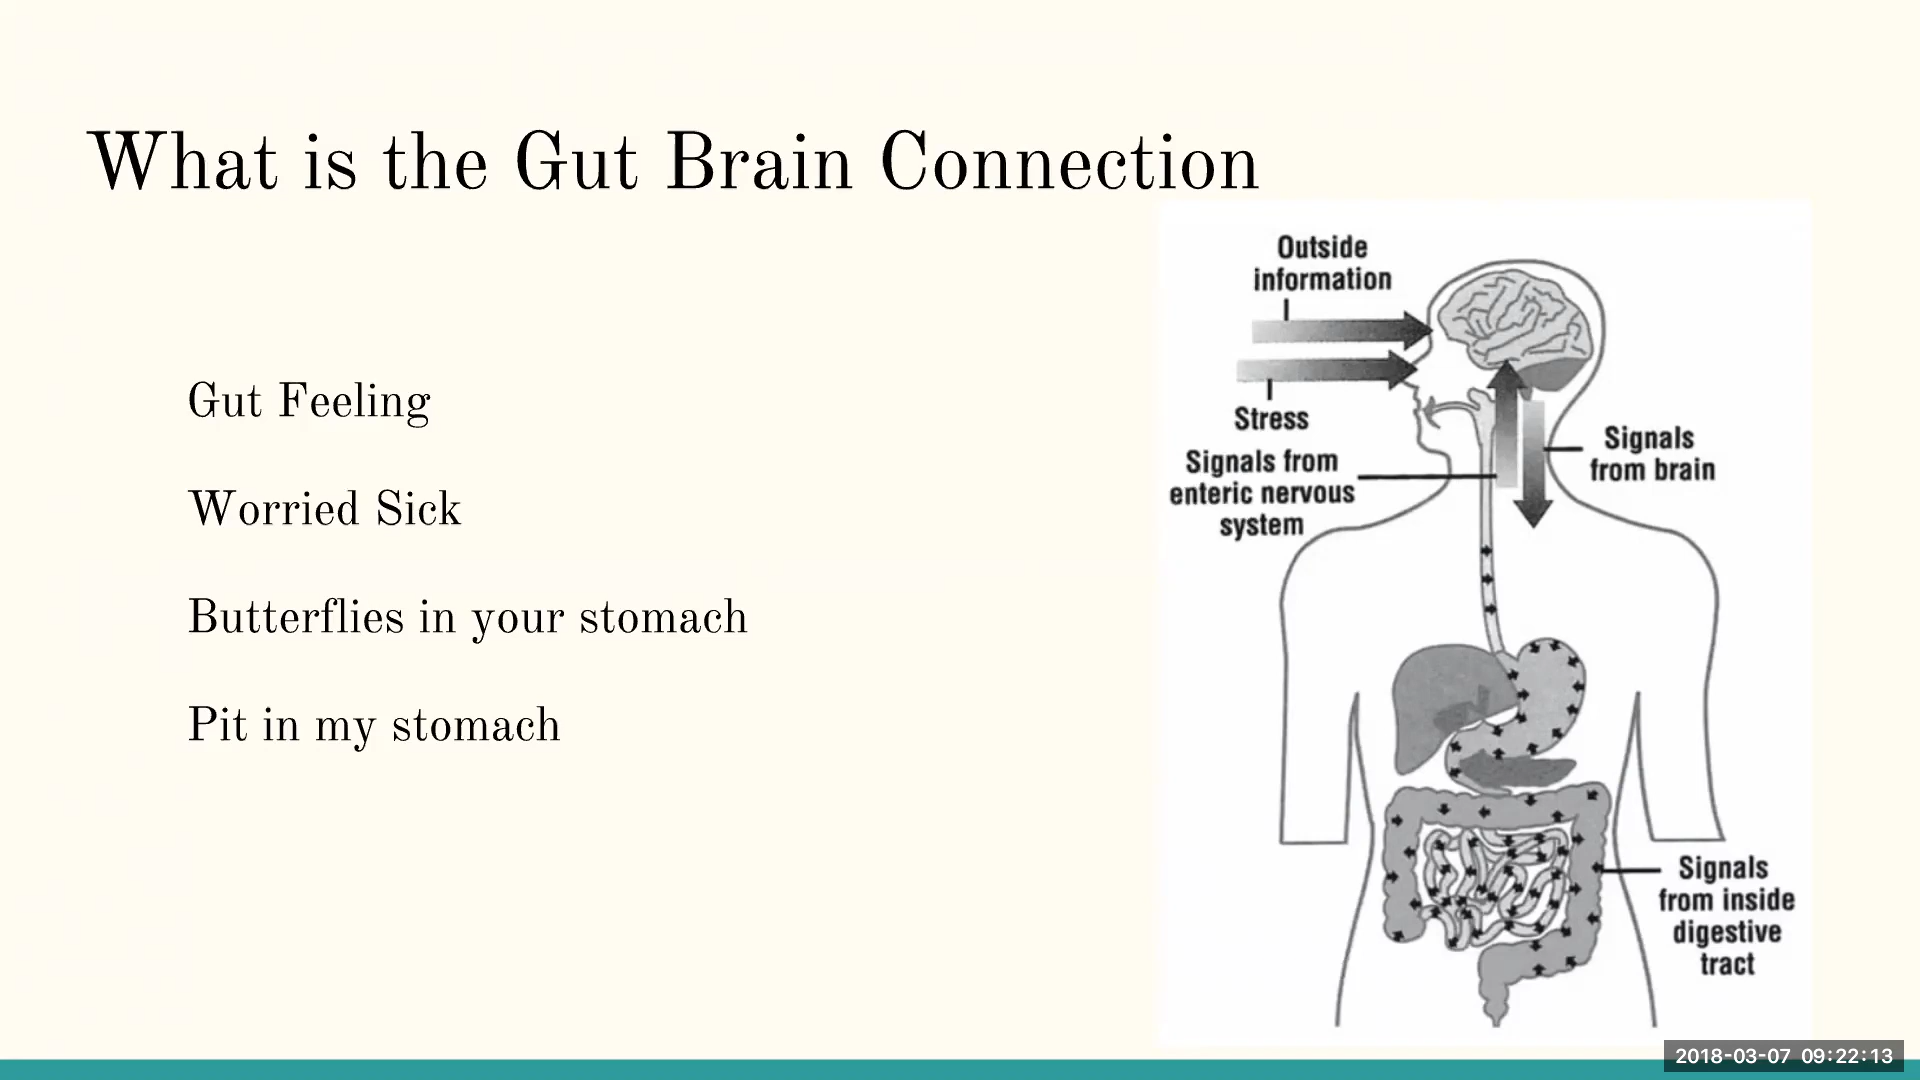 What is the Gut Brain Connection
Gut Feeling
Worried Sick
Butterflies in your stomach
Pit in my stomach
Outside
information
Stress
Signals from
enteric nervous
system
Signals
from brain
Signals
from inside
digestive
tract
2018-03-07 09:22:13